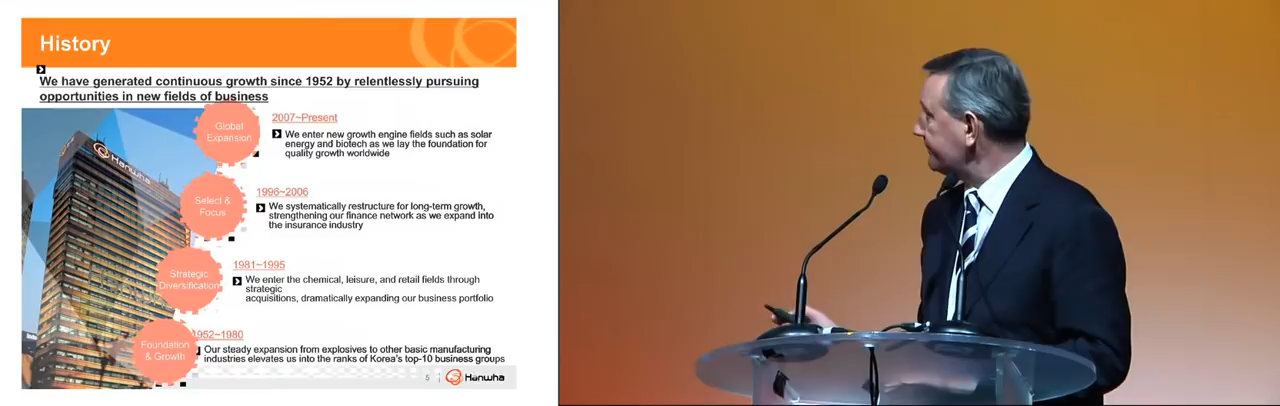 History
We have generated continuous growth since 1952 by relentlessly pursuing
opportunities in new fields of business
Global
Expansion
2007~Present
We enter new growth engine fields such as solar
energy and biotech as we lay the foundation for
quality growth worldwide
Hanwha
Select &
Focus
1996~2006
We systematically restructure for long-term growth,
strengthening our finance network as we expand into
the insurance industry
Strategic
Diversification
1981~1995
We enter the chemical, leisure, and retail fields through
strategic
acquisitions, dramatically expanding our business portfolio
Foundation
& Growth
1952~1980
Our steady expansion from explosives to other basic manufacturing
industries elevates us into the ranks of Korea's top-10 business groups
5
Hanwha